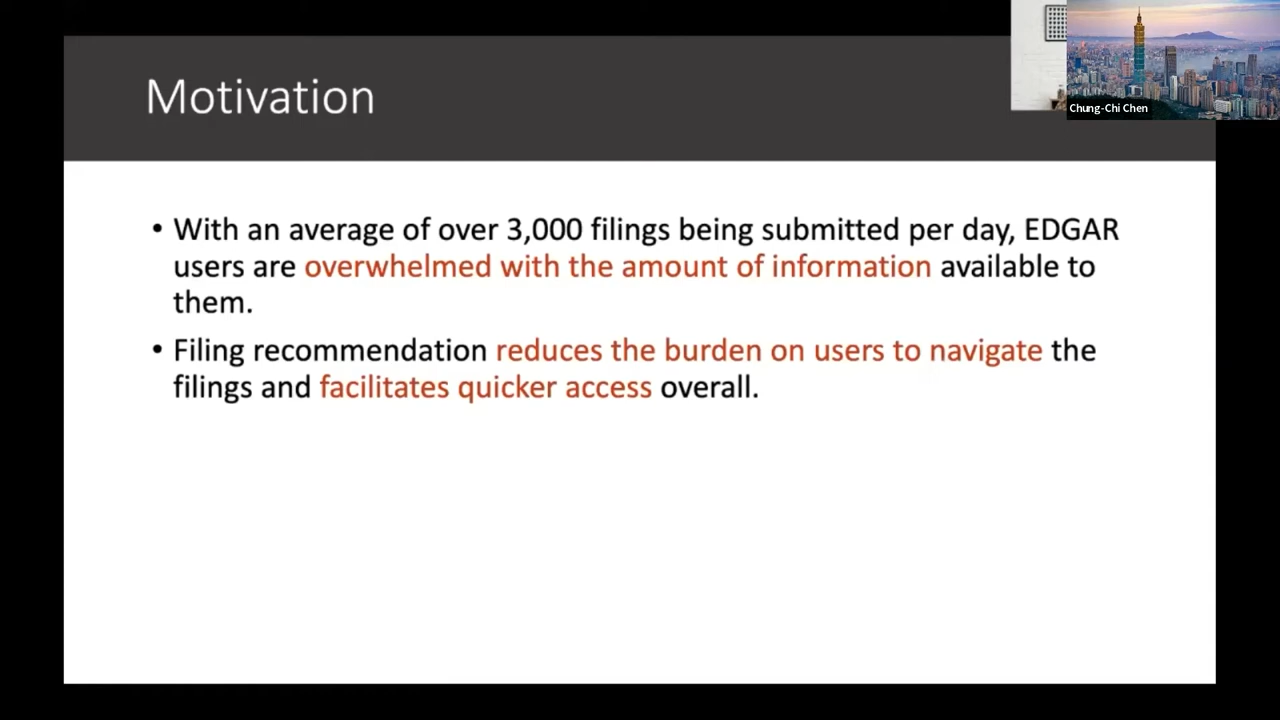 Motivation
Chung-Chi Chen
• With an average of over 3,000 filings being submitted per day, EDGAR
users are overwhelmed with the amount of information available to
them.
• Filing recommendation reduces the burden on users to navigate the
filings and facilitates quicker access overall.